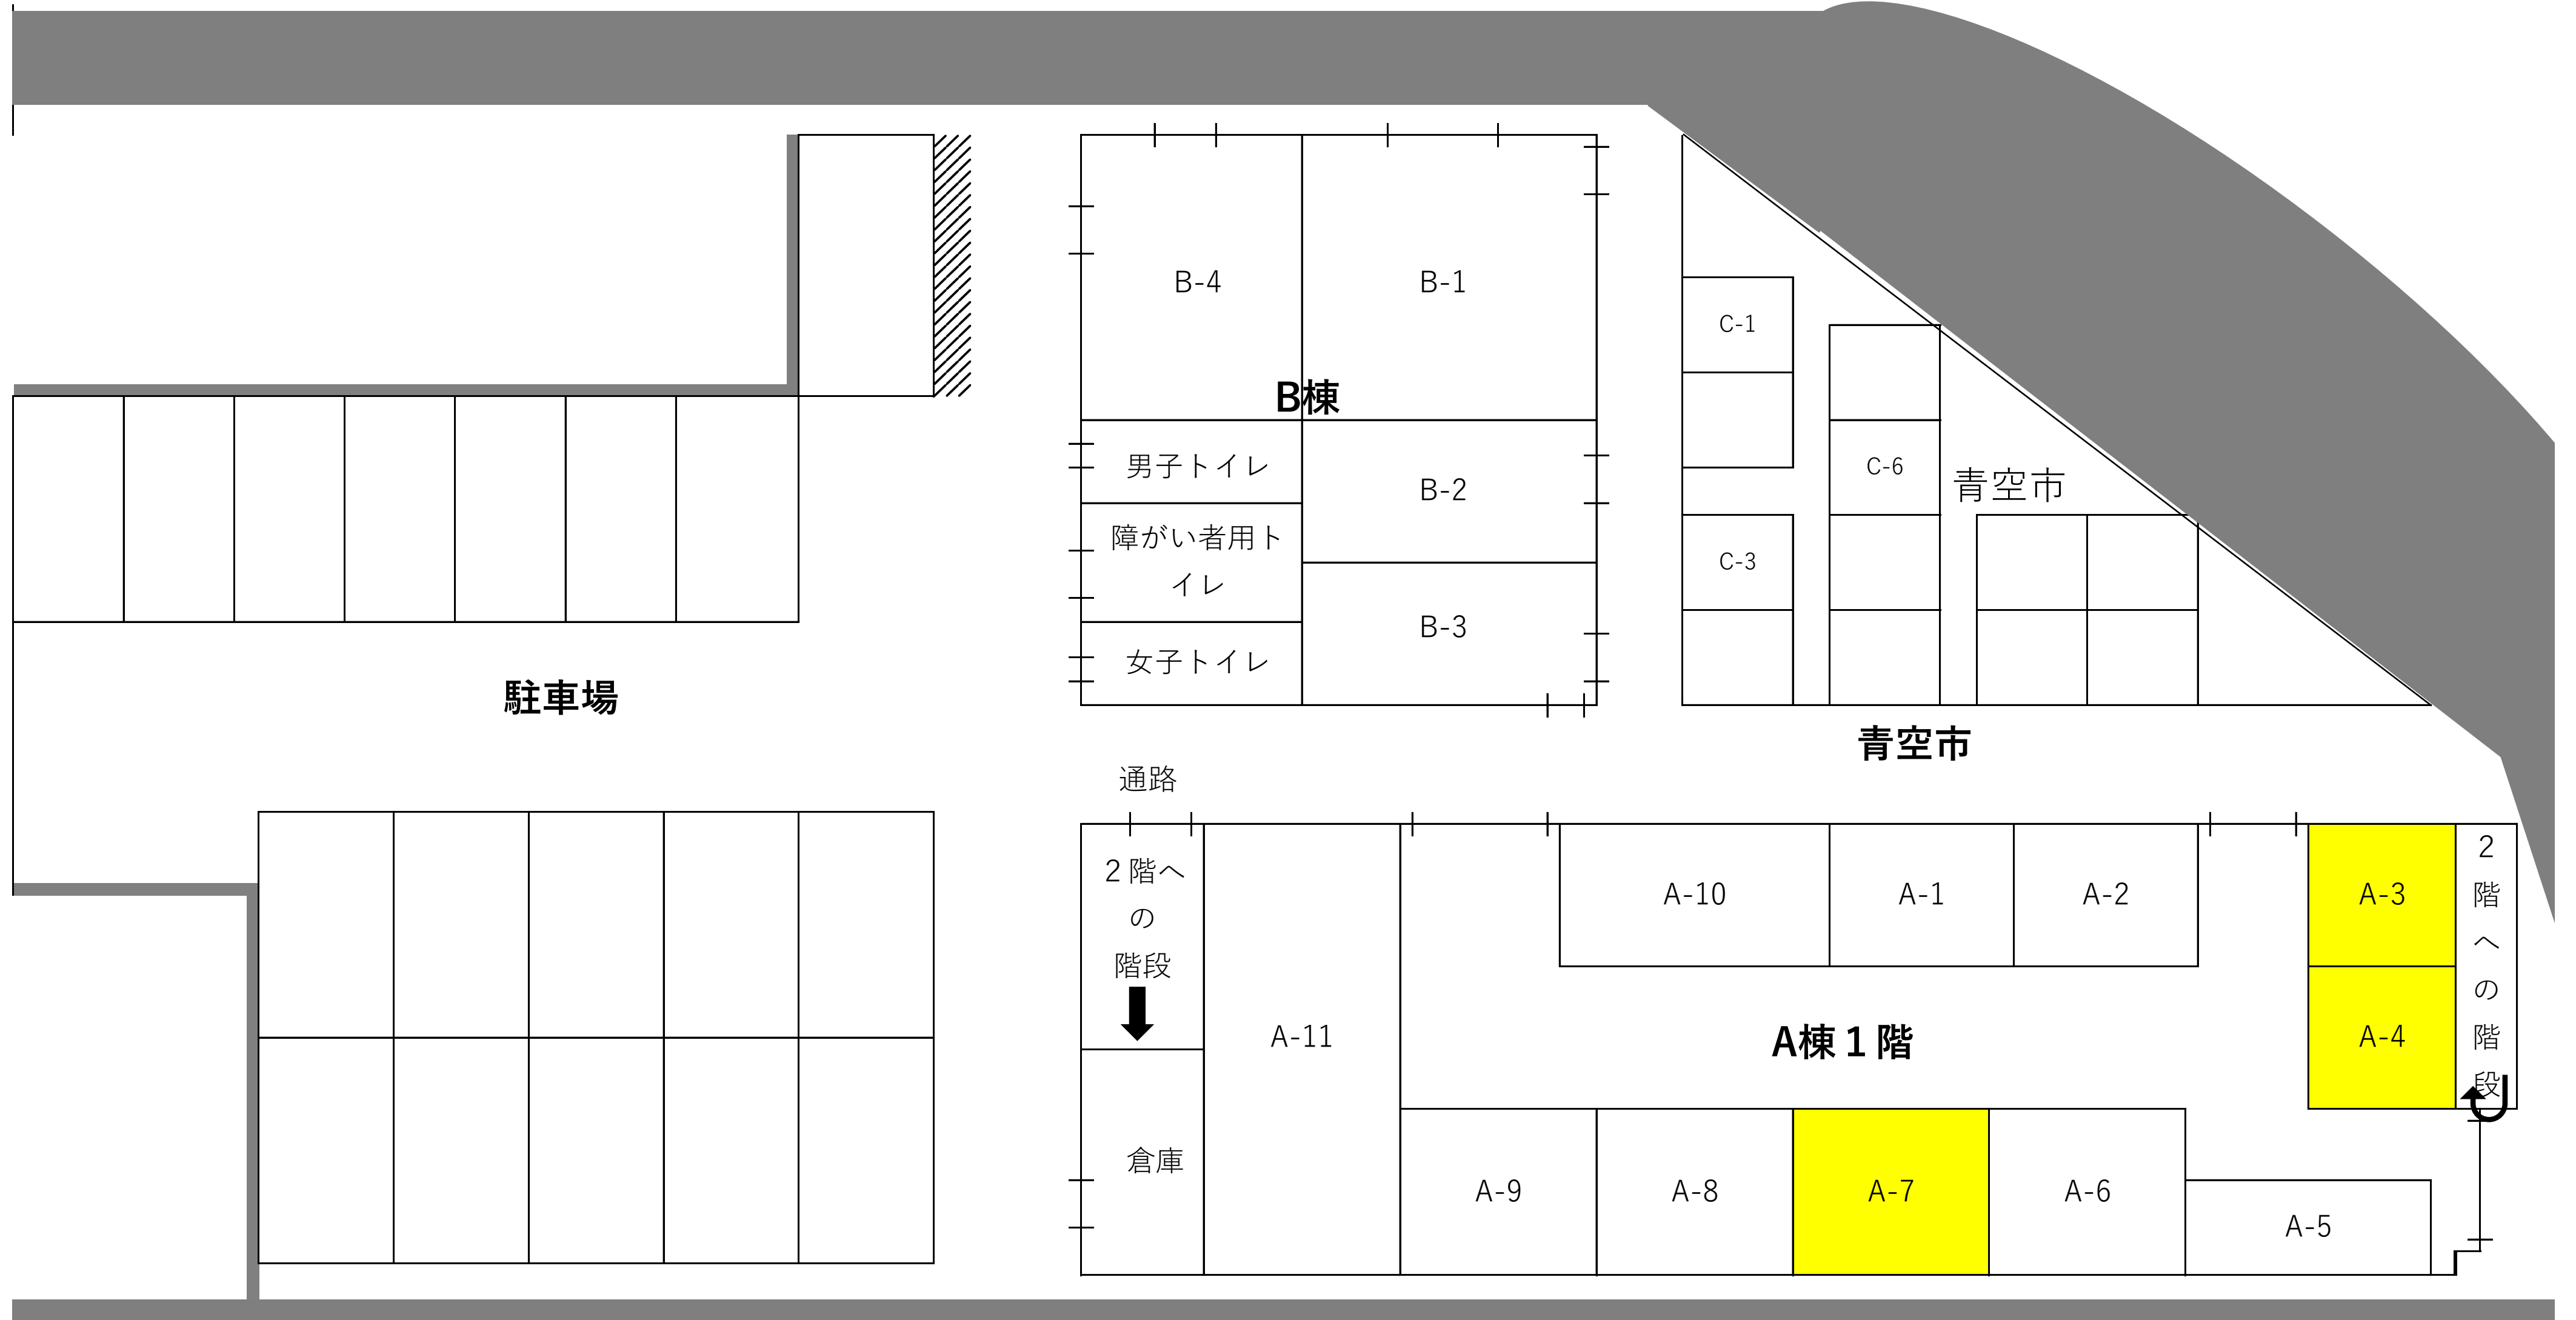 B-4
B-1
C-1
B棟
男子トイレ
C-6
青空市
B-2
障がい者用ト
イレ
C-3
B-3
女子トイレ
駐車場
青空市
通路
2階へ
の
階段
A-10
A-1
A-2
A-3
2
階
へ
の
階
段
A-11
A棟1階
A-4
倉庫
A-9
A-8
A-7
A-6
A-5